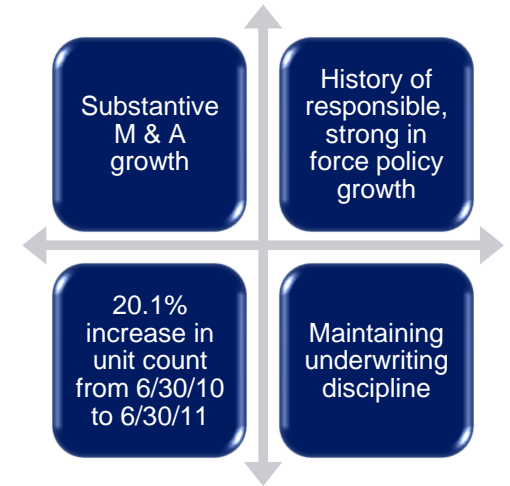 Substantive
M & A
growth
History of
responsible,
strong in
force policy
growth
20.1%
increase in
unit count
from 6/30/10
to 6/30/11
Maintaining
underwriting
discipline